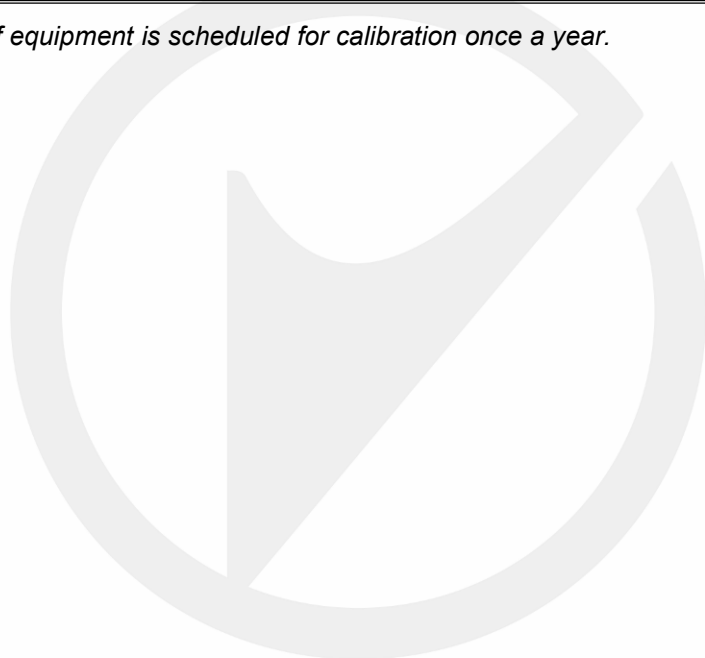 equipment is scheduled for calibration once a year.